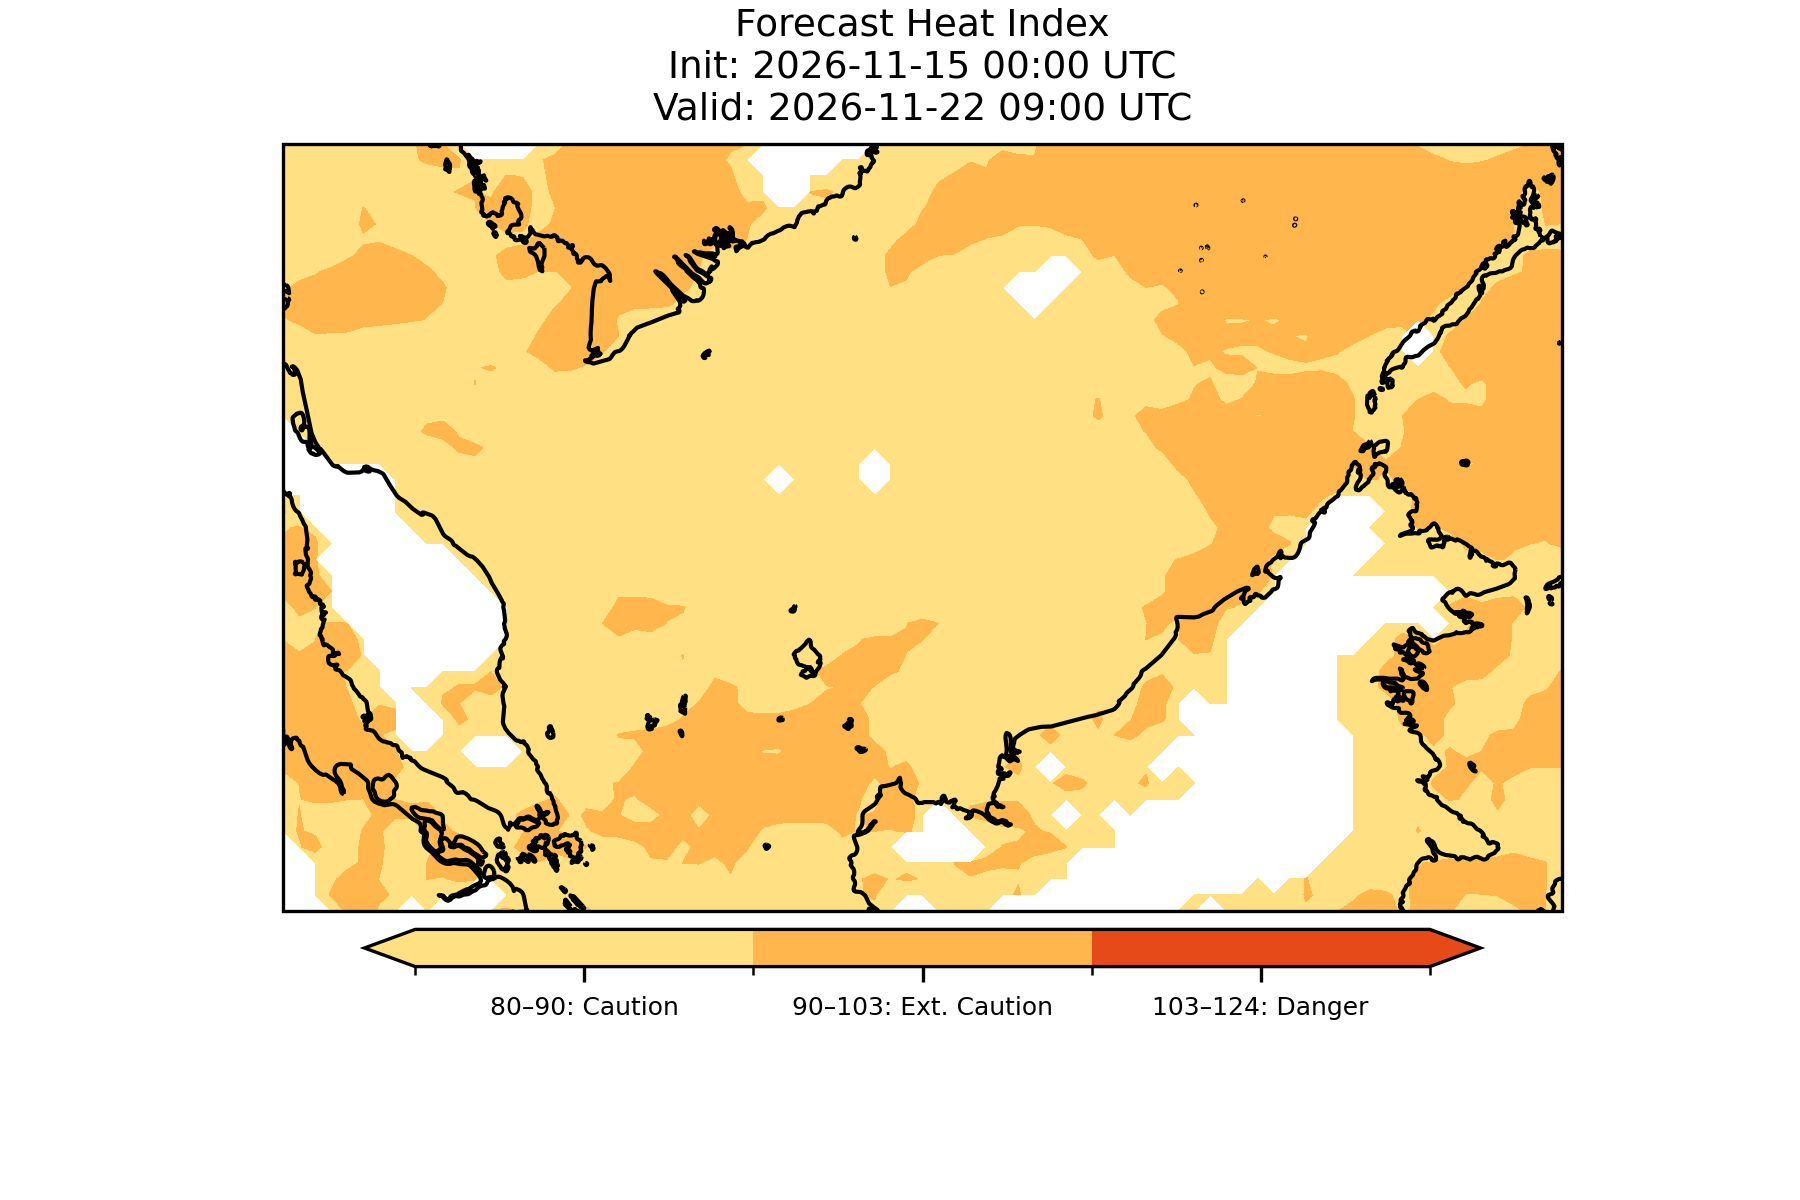 Forecast Heat Index
Init: 2026-11-15 00:00 UTC
Valid: 2026-11-22 09:00 UTC
80–90: Caution
90–103: Ext. Caution
103–124: Danger